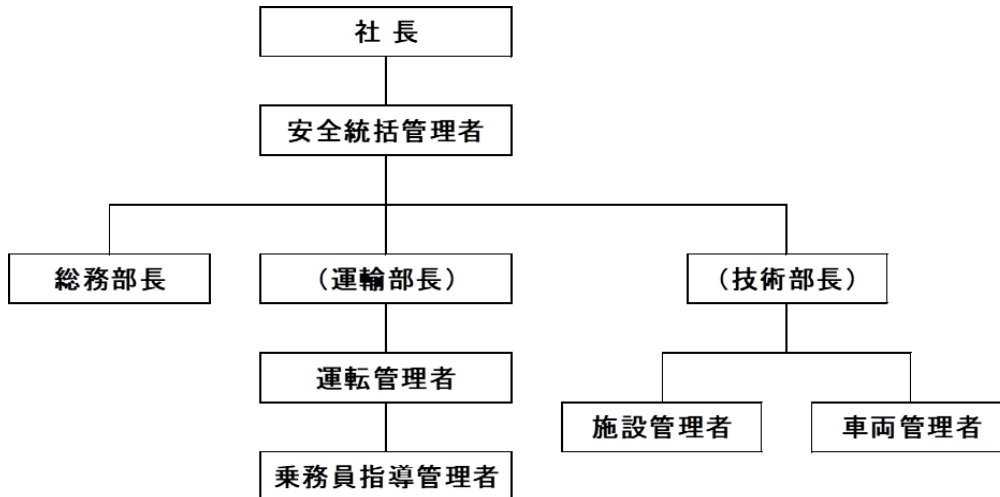 社 長
安全統括管理者
総務部長
(運輸部長)
(技術部長)
運転管理者
施設管理者
車両管理者
乗務員指導管理者